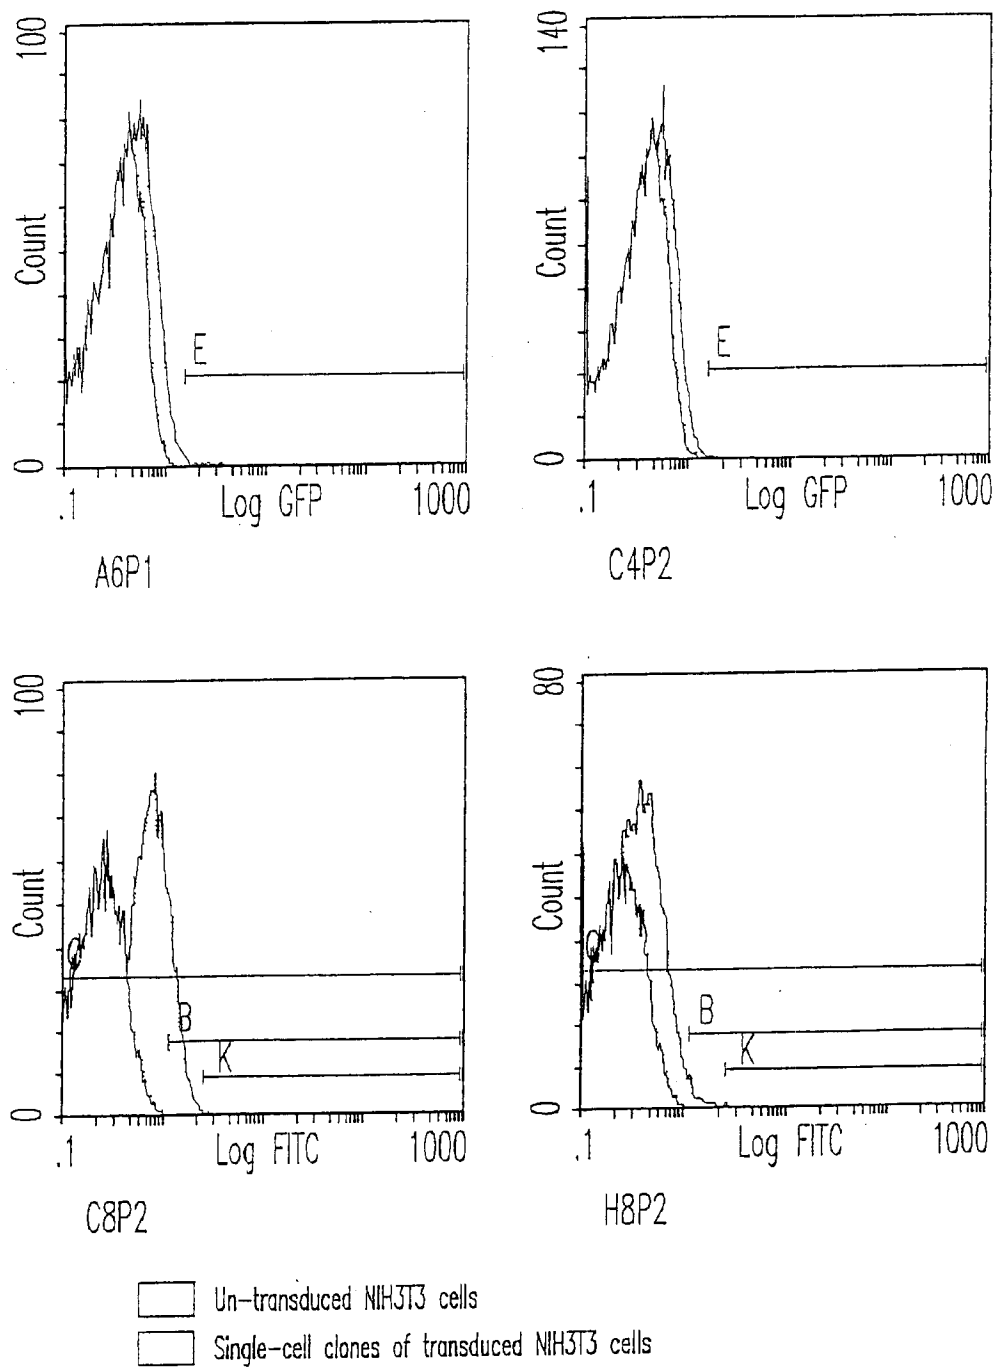 100
Count
E
0
.1
Log GFP
1000
A6P1
140
Count
E
0
.1
Log GFP
1000
C4P2
100
Count
C
B
K
0
.1
Log FITC
1000
C8P2
80
Count
C
B
K
0
.1
Log FITC
1000
H8P2
Un-transduced NIH3T3 cells
Single-cell clones of transduced NIH3T3 cells